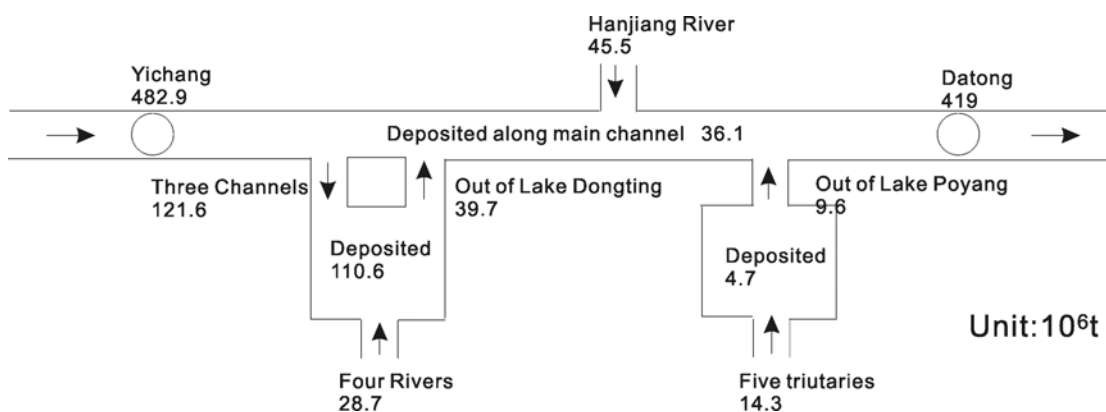 Hanjiang River
45.5
Yichang
482.9
Datong
419
Deposited along main channel 36.1
Three Channels
121.6
Out of Lake Dongting
39.7
Out of Lake Poyang
9.6
Deposited
110.6
Deposited
4.7
Unit:10⁶t
Four Rivers
28.7
Five triutaries
14.3